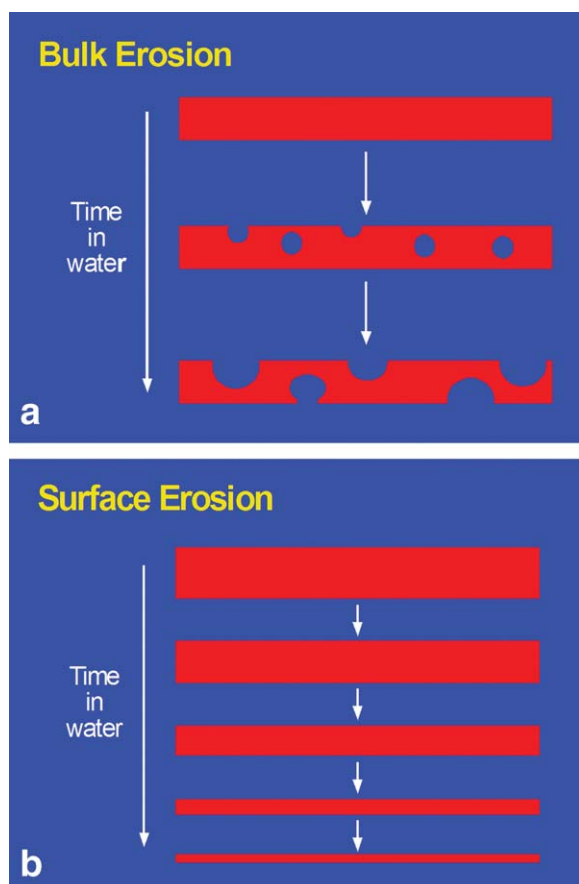 Bulk Erosion
Time
in
water
a
Surface Erosion
Time
in
water
b